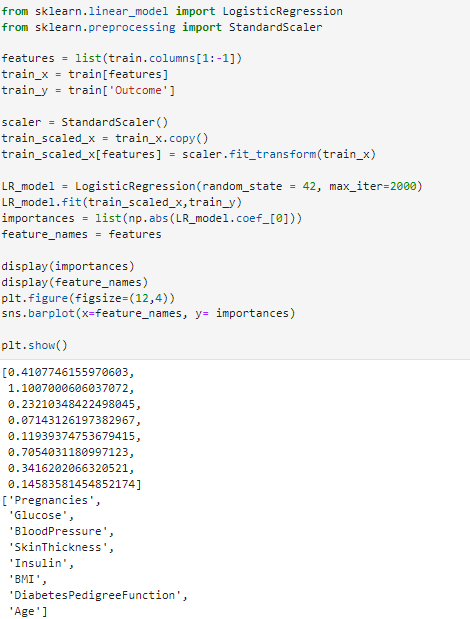 from sklearn.linear_model import LogisticRegression
from sklearn.preprocessing import StandardScaler
features = list(train.columns[1:-1])
train_x = train[features]
train_y = train['Outcome']
scaler = StandardScaler()
train_scaled_x = train_x.copy()
train_scaled_x[features] = scaler.fit_transform(train_x)
LR_model = LogisticRegression(random_state = 42, max_iter=2000)
LR_model.fit(train_scaled_x,train_y)
importances = list(np.abs(LR_model.coef_[0]))
feature_names = features
display(importances)
display(feature_names)
plt.figure(figsize=(12,4))
sns.barplot(x=feature_names, y= importances)
plt.show()
[0.4107746155970603,
1.1007000606037072,
0.23210348422498045,
0.07143126197382967,
0.11939374753679415,
0.7054031180997123,
0.3416202066320521,
0.14583581454852174]
['Pregnancies',
'Glucose',
'BloodPressure',
'SkinThickness',
'Insulin',
'BMI',
'DiabetesPedigreeFunction',
'Age']